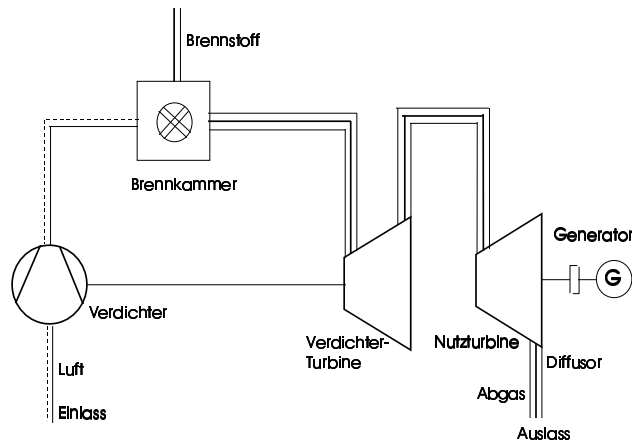 Brennstoff
Brennkammer
Generator
G
Verdichter
Verdichter-
Turbine
Nutzturbine
Diffusor
Luft
Abgas
Einlass
Auslass